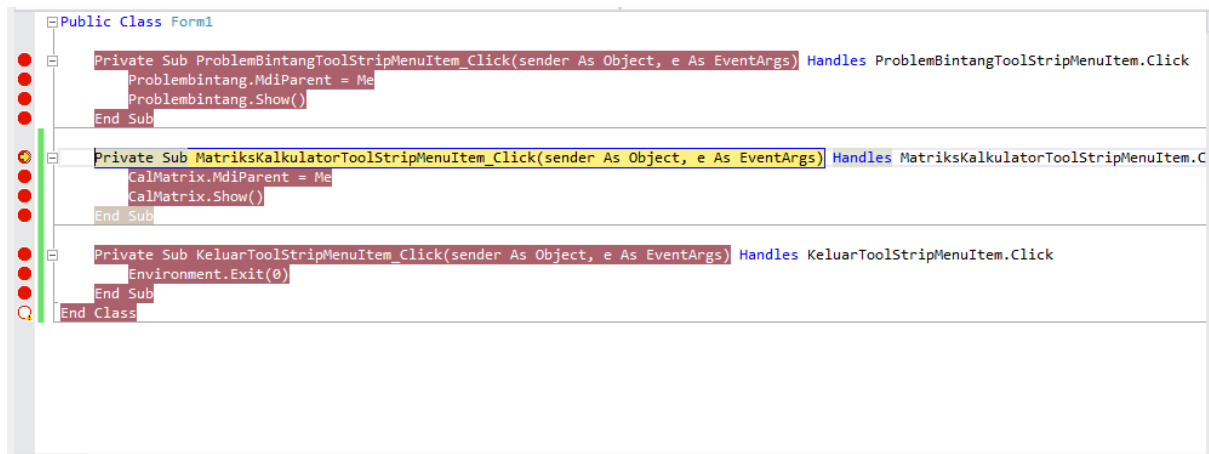 Public Class Form1
Private Sub ProblemBintangToolStripMenuItem_Click(sender As Object, e As EventArgs) Handles ProblemBintangToolStripMenuItem.Click
Problembintang.MdiParent = Me
Problembintang.Show()
End Sub
Private Sub MatriksKalkulatorToolStripMenuItem_Click(sender As Object, e As EventArgs) Handles MatriksKalkulatorToolStripMenuItem.C
CalMatrix.MdiParent = Me
CalMatrix.Show()
End Sub
Private Sub KeluarToolStripMenuItem_Click(sender As Object, e As EventArgs) Handles KeluarToolStripMenuItem.Click
Environment.Exit(0)
End Sub
End Class